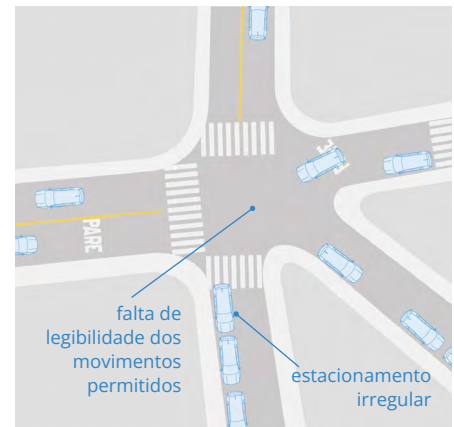 PARE
falta de
legibilidade dos
movimentos
permitidos
estacionamento
irregular